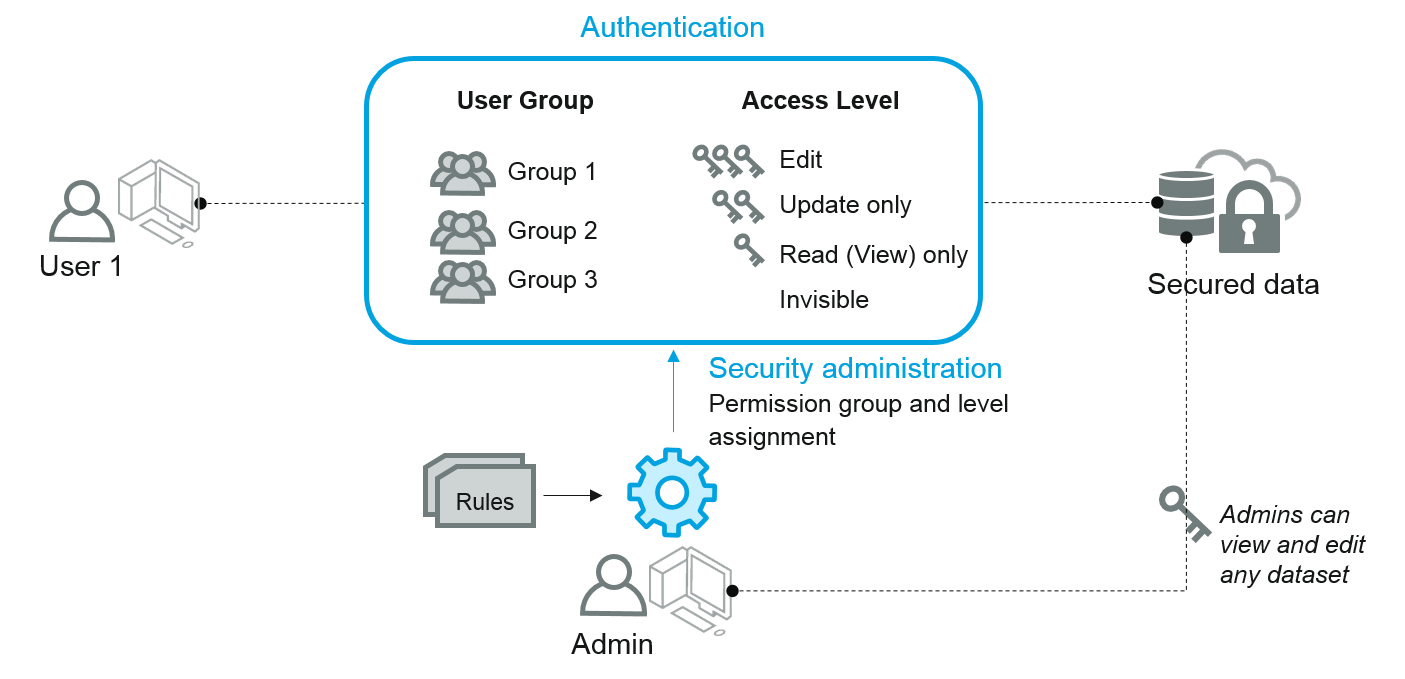 Authentication
User Group
Access Level
Group 1
Edit
Group 2
Update only
Group 3
Read (View) only
Invisible
User 1
Secured data
Security administration
Permission group and level
assignment
Rules
Admins can
view and edit
any dataset
Admin